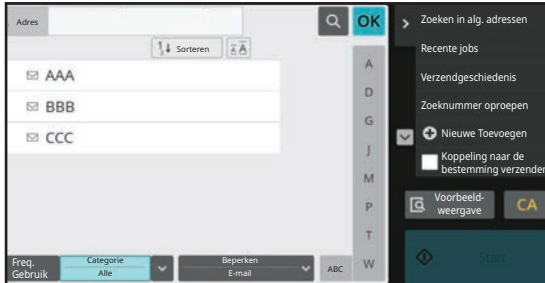 Adres
OK
Sorteren
AAA
BBB
CCC
A
D
G
J
M
P
T
W
Freq.
Gebruik
Categorie
Alle
Beperken
E-mail
ABC
Zoeken in alg. adressen
Recente jobs
Verzendgeschiedenis
Zoeknummer oproepen
Nieuwe Toevoegen
Koppeling naar de
bestemming verzenden
Voorbeeld-
weergave
CA
Start